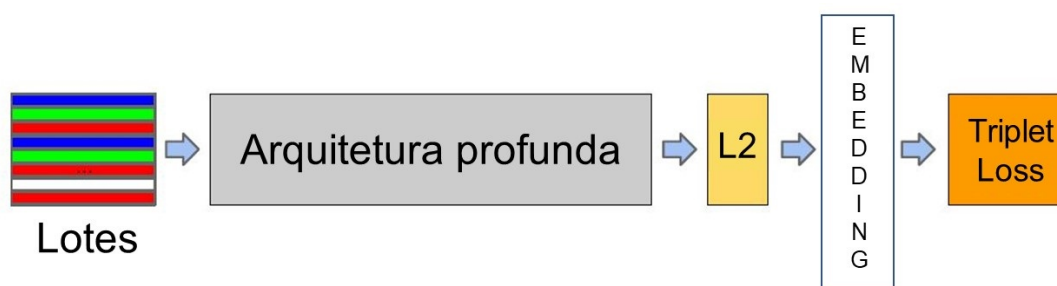 ...
Lotes
Arquitetura profunda
L2
E
M
B
E
D
D
I
N
G
Triplet
Loss